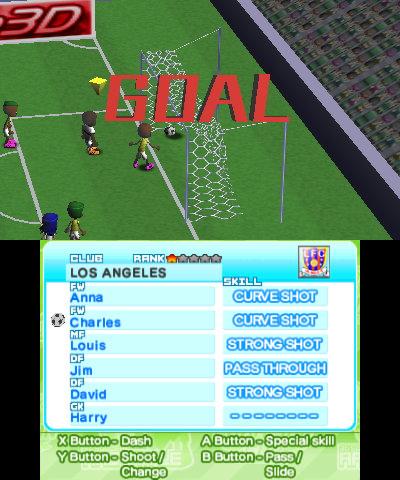 3D
GOAL
CLUB RANK
LOS ANGELES
SKILL
FW
Anna CURVE SHOT
FW
Charles CURVE SHOT
MF
Louis STRONG SHOT
DF
Jim PASS THROUGH
DF
David STRONG SHOT
GK
Harry --------
X Button - Dash A Button - Special skill
Y Button - Shoot/ B Button - Pass/
Change Slide